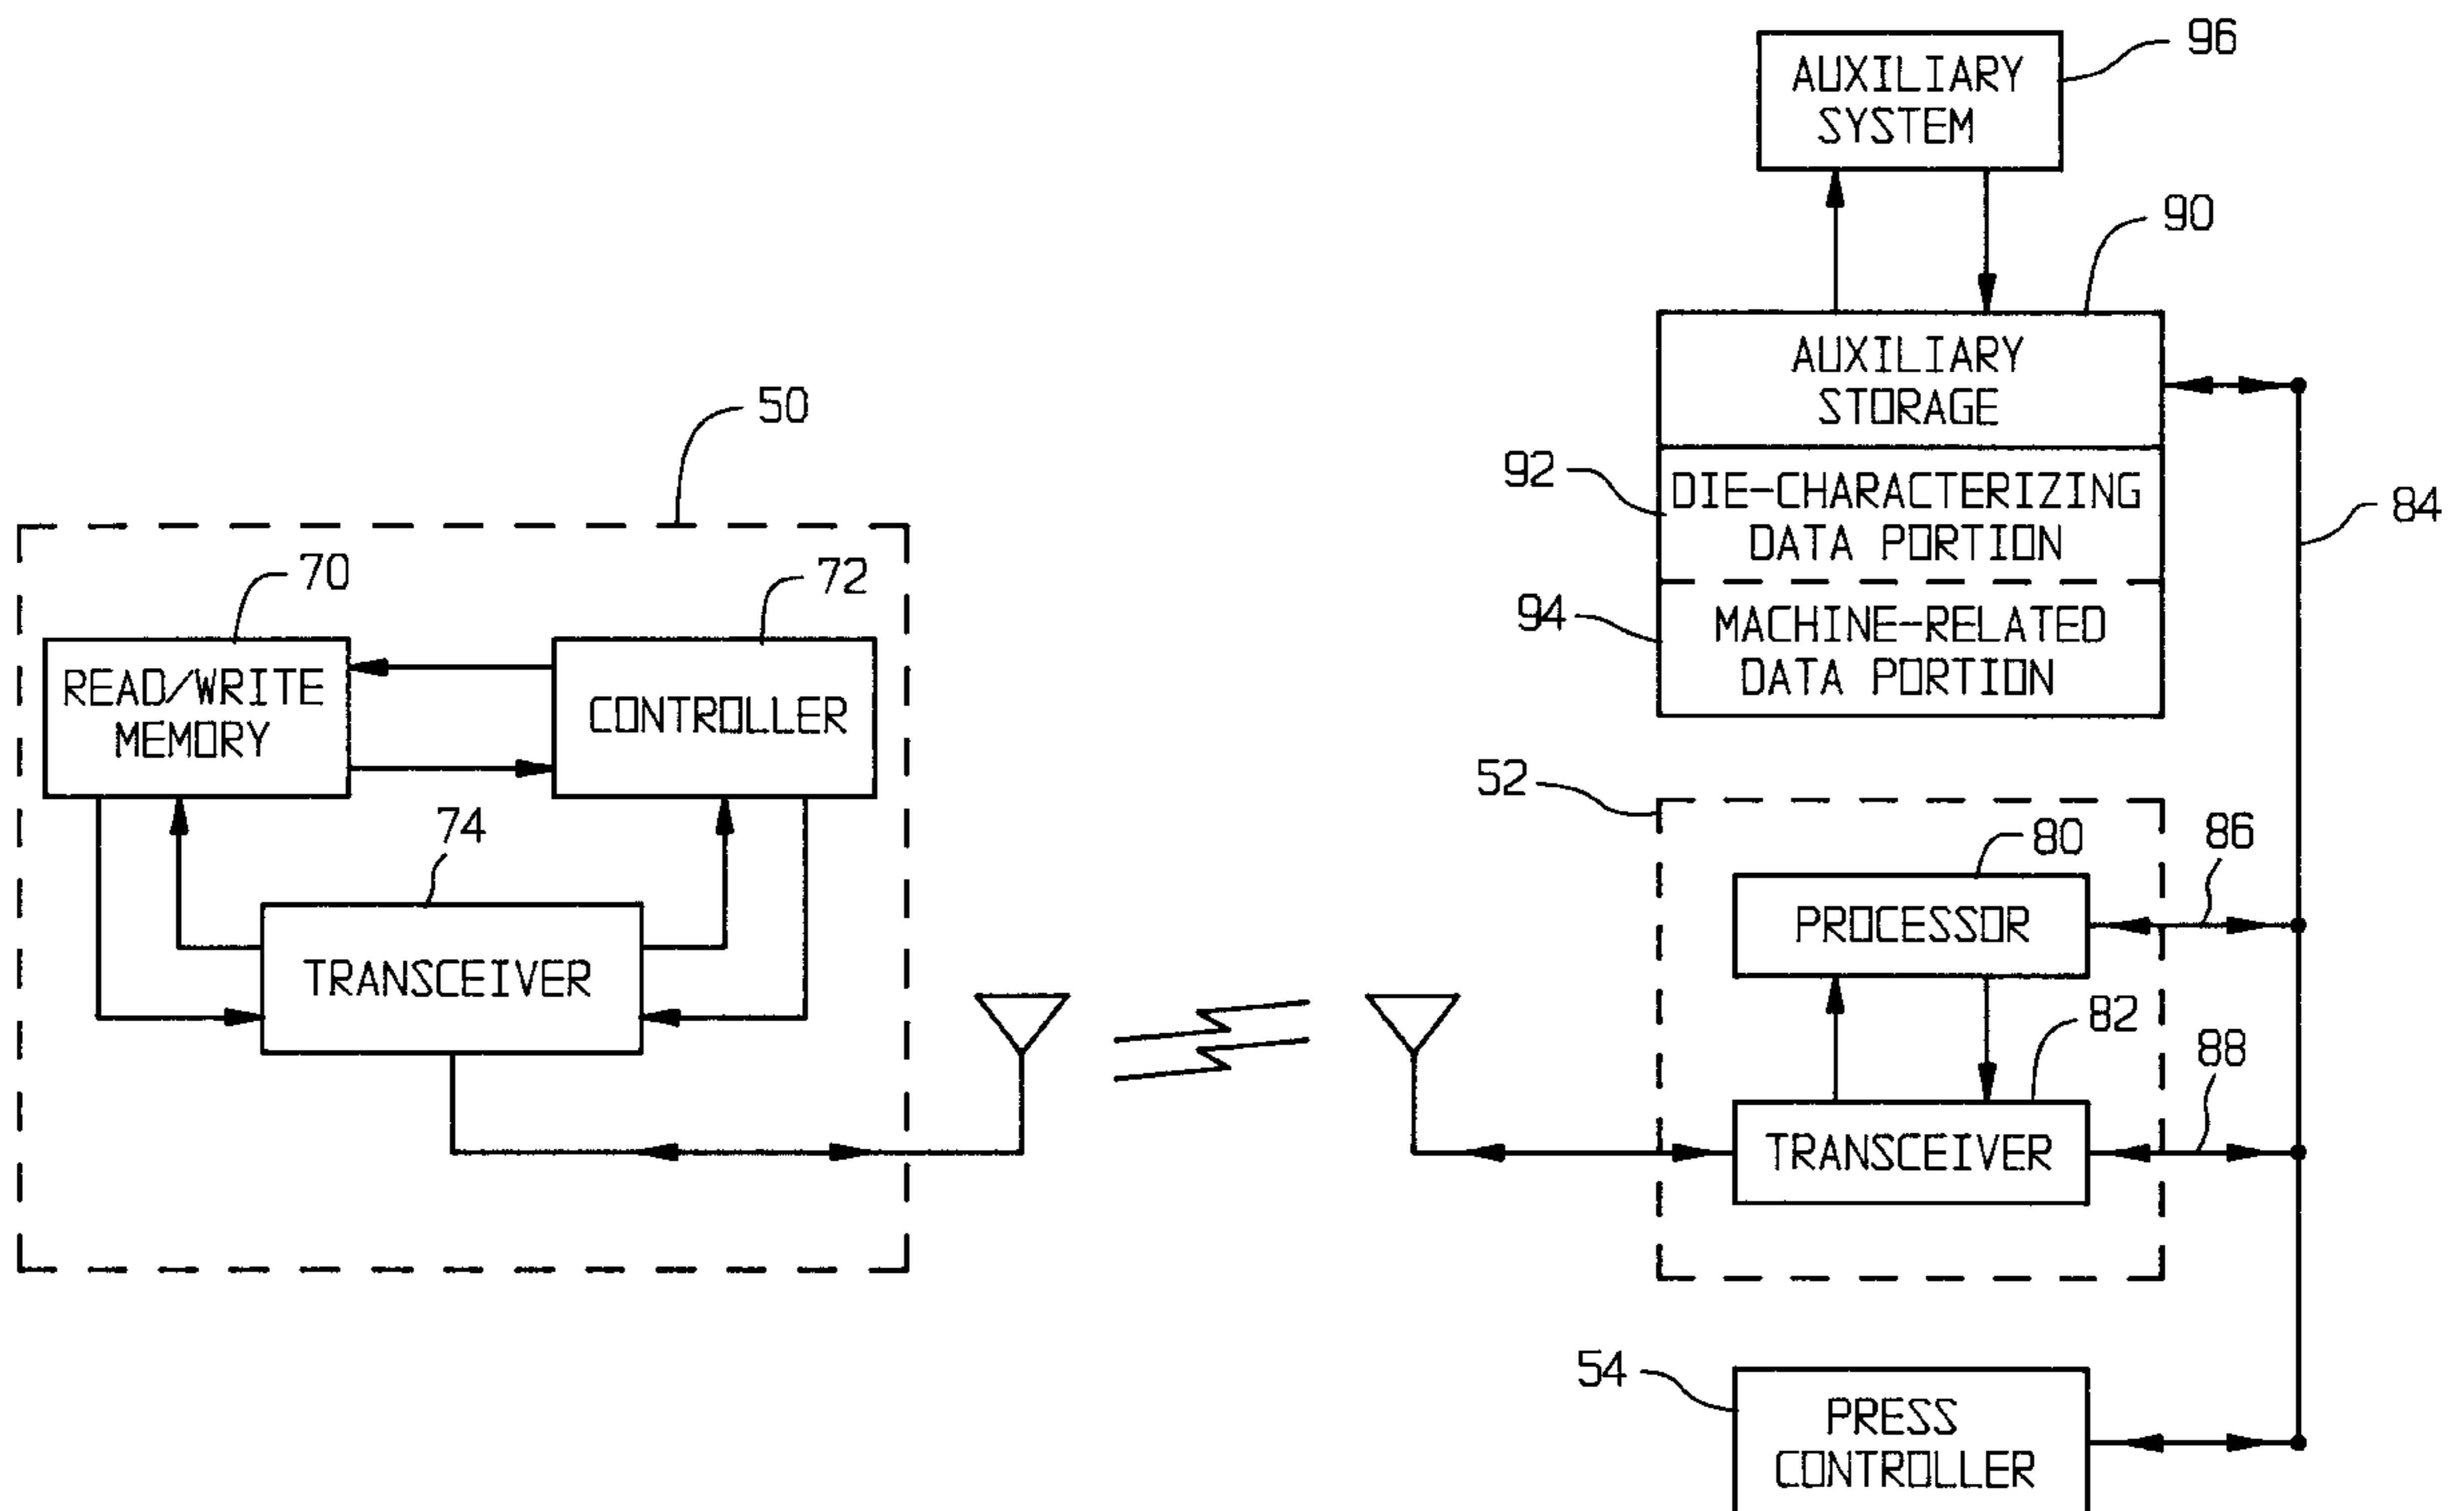 96
AUXILIARY
SYSTEM
90
AUXILIARY
STORAGE
50
92
DIE-CHARACTERIZING
DATA PORTION
84
70
72
94
MACHINE-RELATED
DATA PORTION
READ/WRITE
MEMORY
CONTROLLER
52
74
86
80
PROCESSOR
TRANSCEIVER
82
88
TRANSCEIVER
54
PRESS
CONTROLLER